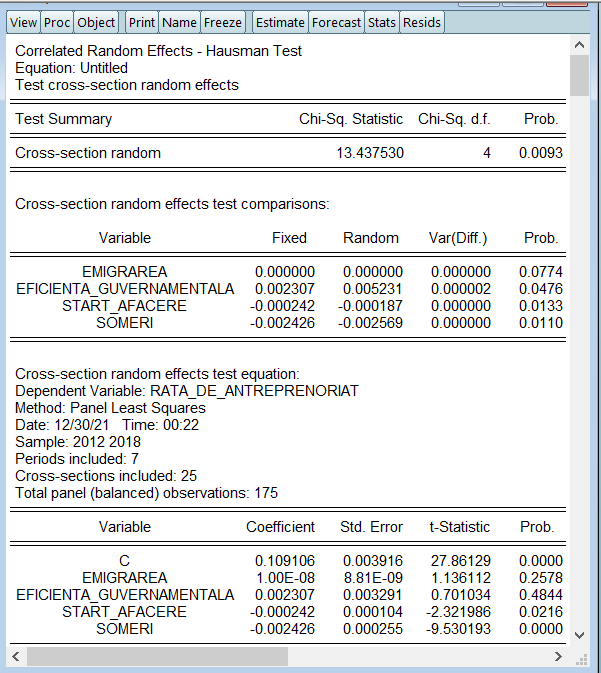 View Proc Object Print Name Freeze Estimate Forecast Stats Resids
Correlated Random Effects - Hausman Test
Equation: Untitled
Test cross-section random effects
Test Summary Chi-Sq. Statistic Chi-Sq. d.f. Prob.
Cross-section random 13.437530 4 0.0093
Cross-section random effects test comparisons:
Variable Fixed Random Var(Diff.) Prob.
EMIGRAREA 0.000000 0.000000 0.000000 0.0774
EFICIENTA_GUVERNAMENTALA 0.002307 0.005231 0.000002 0.0476
START_AFACERE -0.000242 -0.000187 0.000000 0.0133
SOMERI -0.002426 -0.002569 0.000000 0.0110
Cross-section random effects test equation:
Dependent Variable: RATA_DE_ANTREPRENORIAT
Method: Panel Least Squares
Date: 12/30/21 Time: 00:22
Sample: 2012 2018
Periods included: 7
Cross-sections included: 25
Total panel (balanced) observations: 175
Variable Coefficient Std. Error t-Statistic Prob.
C 0.109106 0.003916 27.86129 0.0000
EMIGRAREA 1.00E-08 8.81E-09 1.136112 0.2578
EFICIENTA_GUVERNAMENTALA 0.002307 0.003291 0.701034 0.4844
START_AFACERE -0.000242 0.000104 -2.321986 0.0216
SOMERI -0.002426 0.000255 -9.530193 0.0000